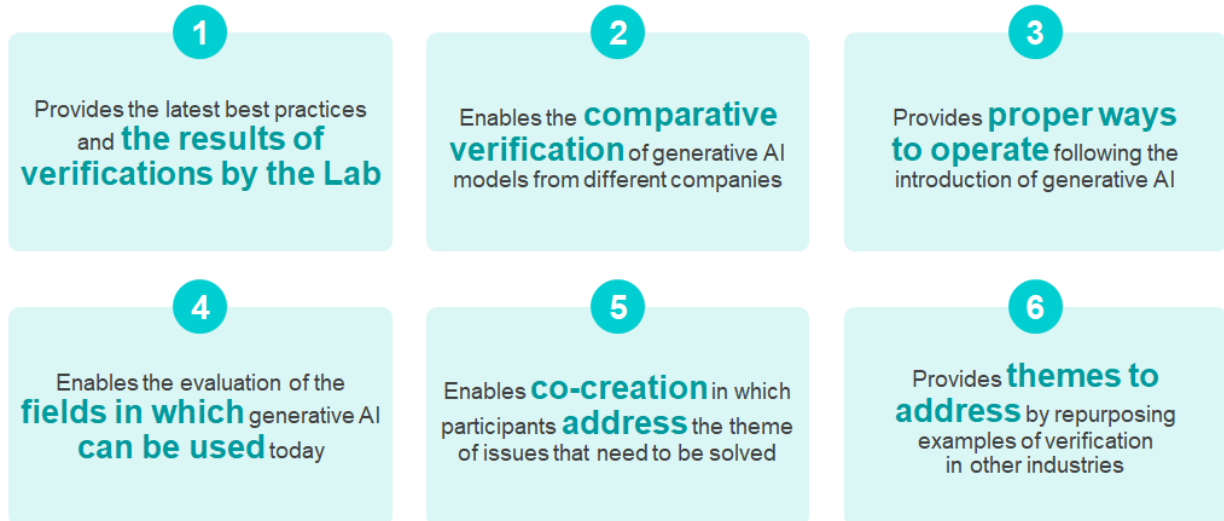 1
Provides the latest best practices
and the results of
verifications by the Lab
2
Enables the comparative
verification of generative AI
models from different companies
3
Provides proper ways
to operate following the
introduction of generative AI
4
Enables the evaluation of the
fields in which generative AI
can be used today
5
Enables co-creation in which
participants address the theme
of issues that need to be solved
6
Provides themes to
address by repurposing
examples of verification
in other industries